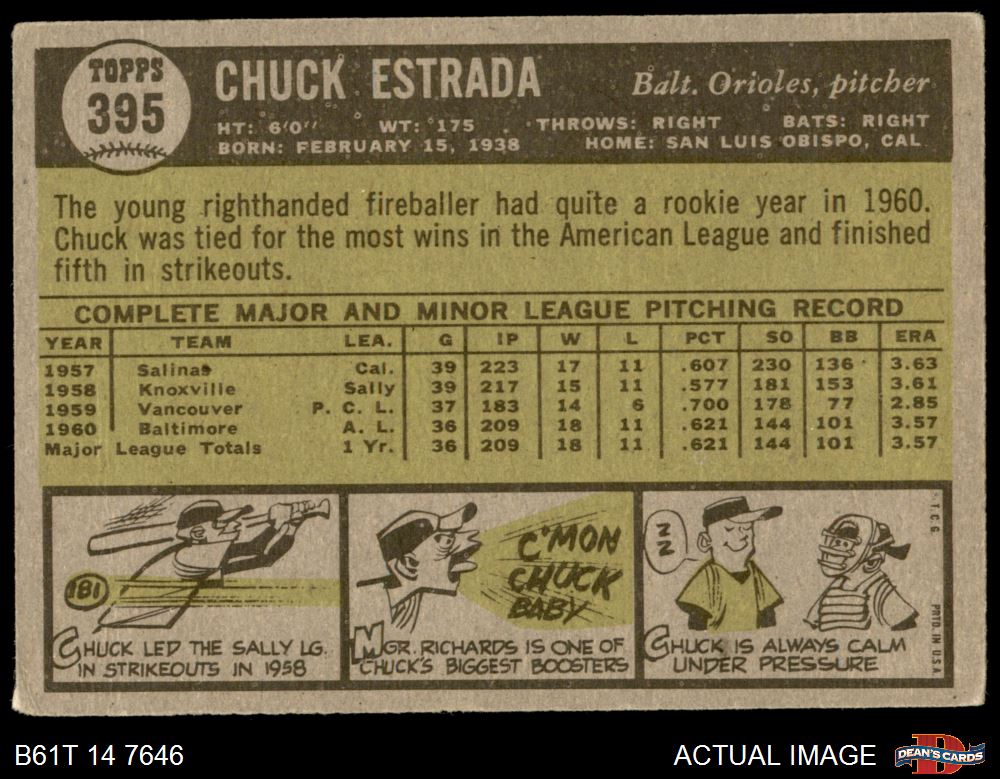 TOPPS
395
CHUCK ESTRADA
Balt. Orioles, pitcher
HT: 6'0" WT: 175 THROWS: RIGHT BATS: RIGHT
BORN: FEBRUARY 15, 1938 HOME: SAN LUIS OBISPO, CAL.
The young righthanded fireballer had quite a rookie year in 1960.
Chuck was tied for the most wins in the American League and finished
fifth in strikeouts.
COMPLETE MAJOR AND MINOR LEAGUE PITCHING RECORD
YEAR TEAM LEA. G IP W L PCT SO BB ERA
1957 Salinas Cal. 39 223 17 11 .607 230 136 3.63
1958 Knoxville Sally 39 217 15 11 .577 181 153 3.61
1959 Vancouver P. C. L. 37 183 14 6 .700 178 77 2.85
1960 Baltimore A. L. 36 209 18 11 .621 144 101 3.57
Major League Totals 1 Yr. 36 209 18 11 .621 144 101 3.57
181
CHUCK LED THE SALLY LG.
IN STRIKEOUTS IN 1958
C'MON
CHUCK
BABY
MGR. RICHARDS IS ONE OF
CHUCK'S BIGGEST BOOSTERS
Z
Z
CHUCK IS ALWAYS CALM
UNDER PRESSURE
T.C.G.
PRTD. IN U.S.A.
B61T 14 7646
ACTUAL IMAGE
D
DEAN'S CARDS